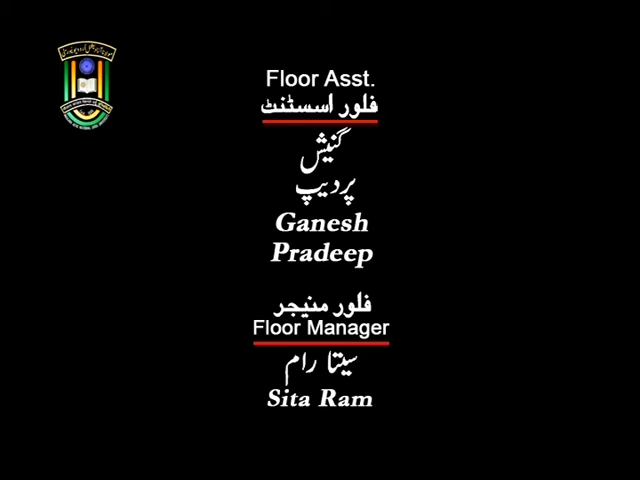 Floor Asst.
فلور اسسٹنٹ
گنیش
پردیپ
Ganesh
Pradeep
فلور منیجر
Floor Manager
سیتا رام
Sita Ram